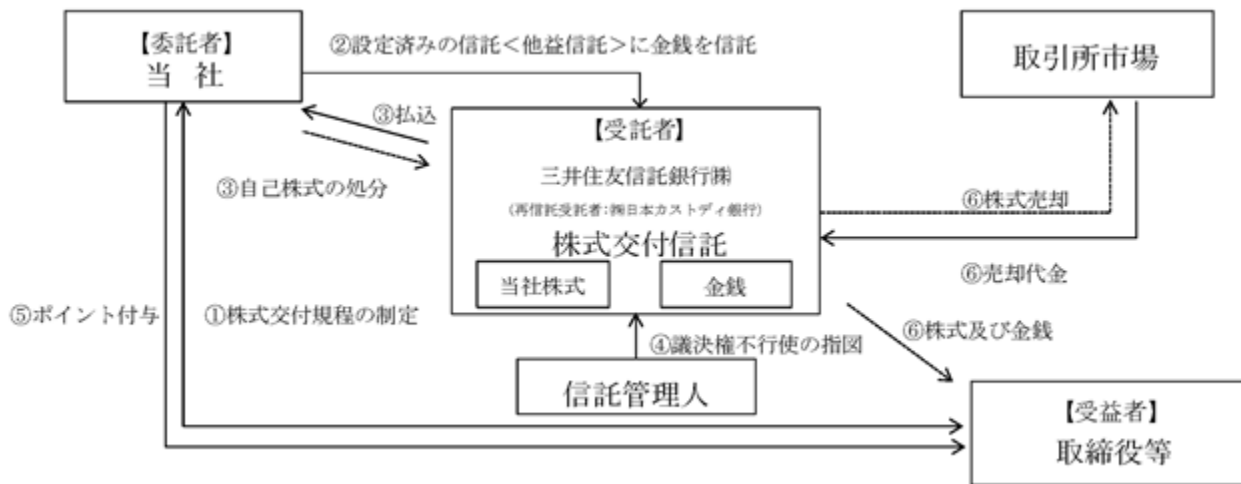 【委託者】
当 社
②設定済みの信託<他益信託>に金銭を信託
取引所市場
③払込
【受託者】
三井住友信託銀行㈱
(再信託受託者:㈱日本カストディ銀行)
株式交付信託
当社株式
金銭
③自己株式の処分
⑥株式売却
⑥売却代金
⑤ポイント付与
①株式交付規程の制定
④議決権不行使の指図
⑥株式及び金銭
信託管理人
【受益者】
取締役等